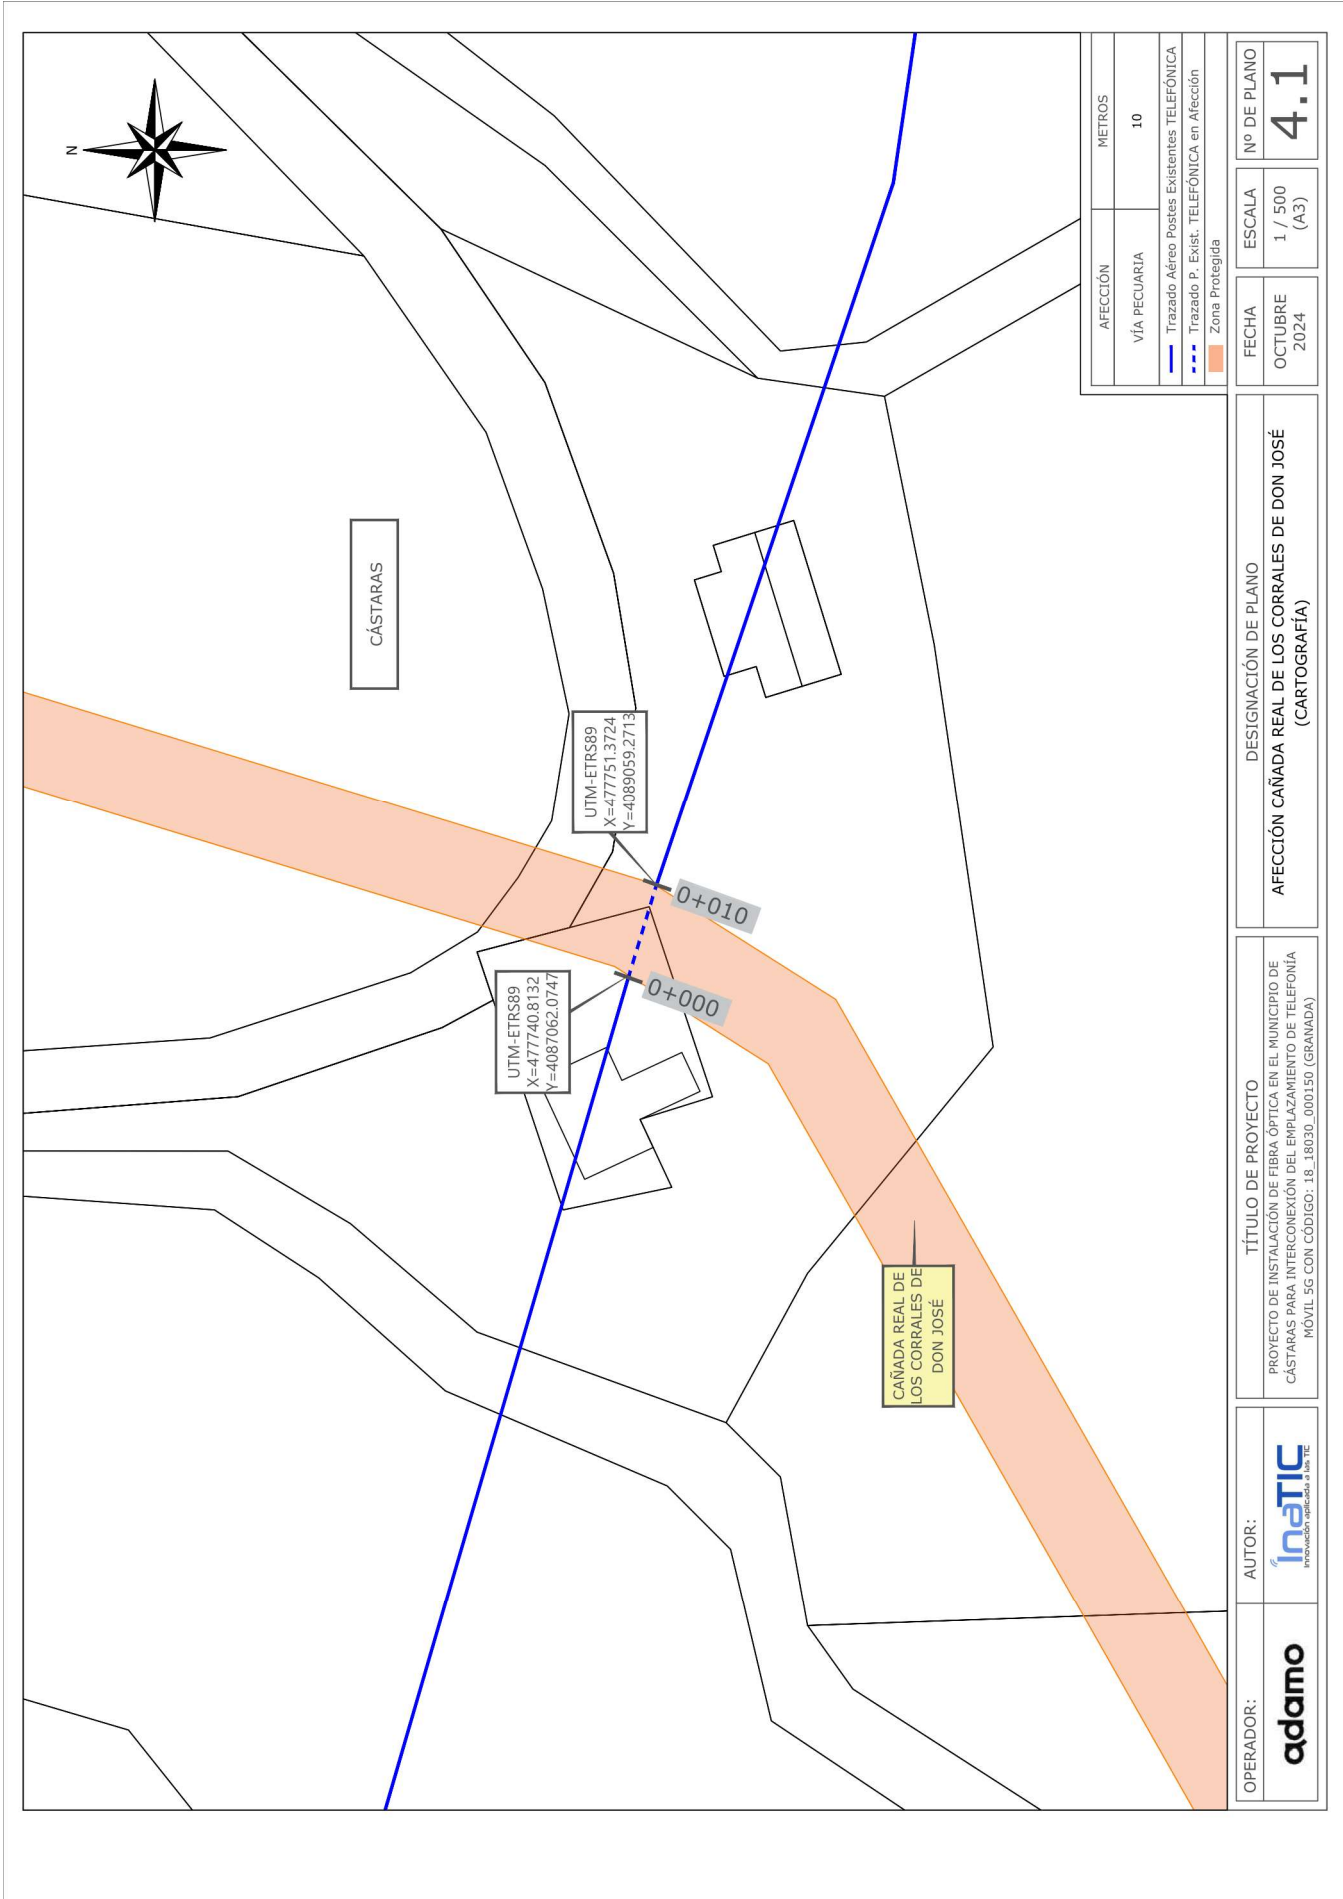 N
CÁSTARAS
UTM-ETRS89
X=477751.3724
Y=4089059.2713
UTM-ETRS89
X=477740.8132
Y=4087062.0747
0+010
0+000
CAÑADA REAL DE
LOS CORRALES DE
DON JOSÉ
AFECCIÓN
METROS
VÍA PECUARIA
10
Trazado Aéreo Postes Existentes TELEFÓNICA
Trazado P. Exist. TELEFÓNICA en Afección
Zona Protegida
OPERADOR:
adamo
AUTOR:
inaTIC
Innovación aplicada a las TIC
TÍTULO DE PROYECTO
PROYECTO DE INSTALACIÓN DE FIBRA ÓPTICA EN EL MUNICIPIO DE
CÁSTARAS PARA INTERCONEXIÓN DEL EMPLAZAMIENTO DE TELEFONÍA
MÓVIL 5G CON CÓDIGO: 18_18030_000150 (GRANADA)
DESIGNACIÓN DE PLANO
AFECCIÓN CAÑADA REAL DE LOS CORRALES DE DON JOSÉ
(CARTOGRAFÍA)
FECHA
OCTUBRE
2024
ESCALA
1 / 500
(A3)
Nº DE PLANO
4.1